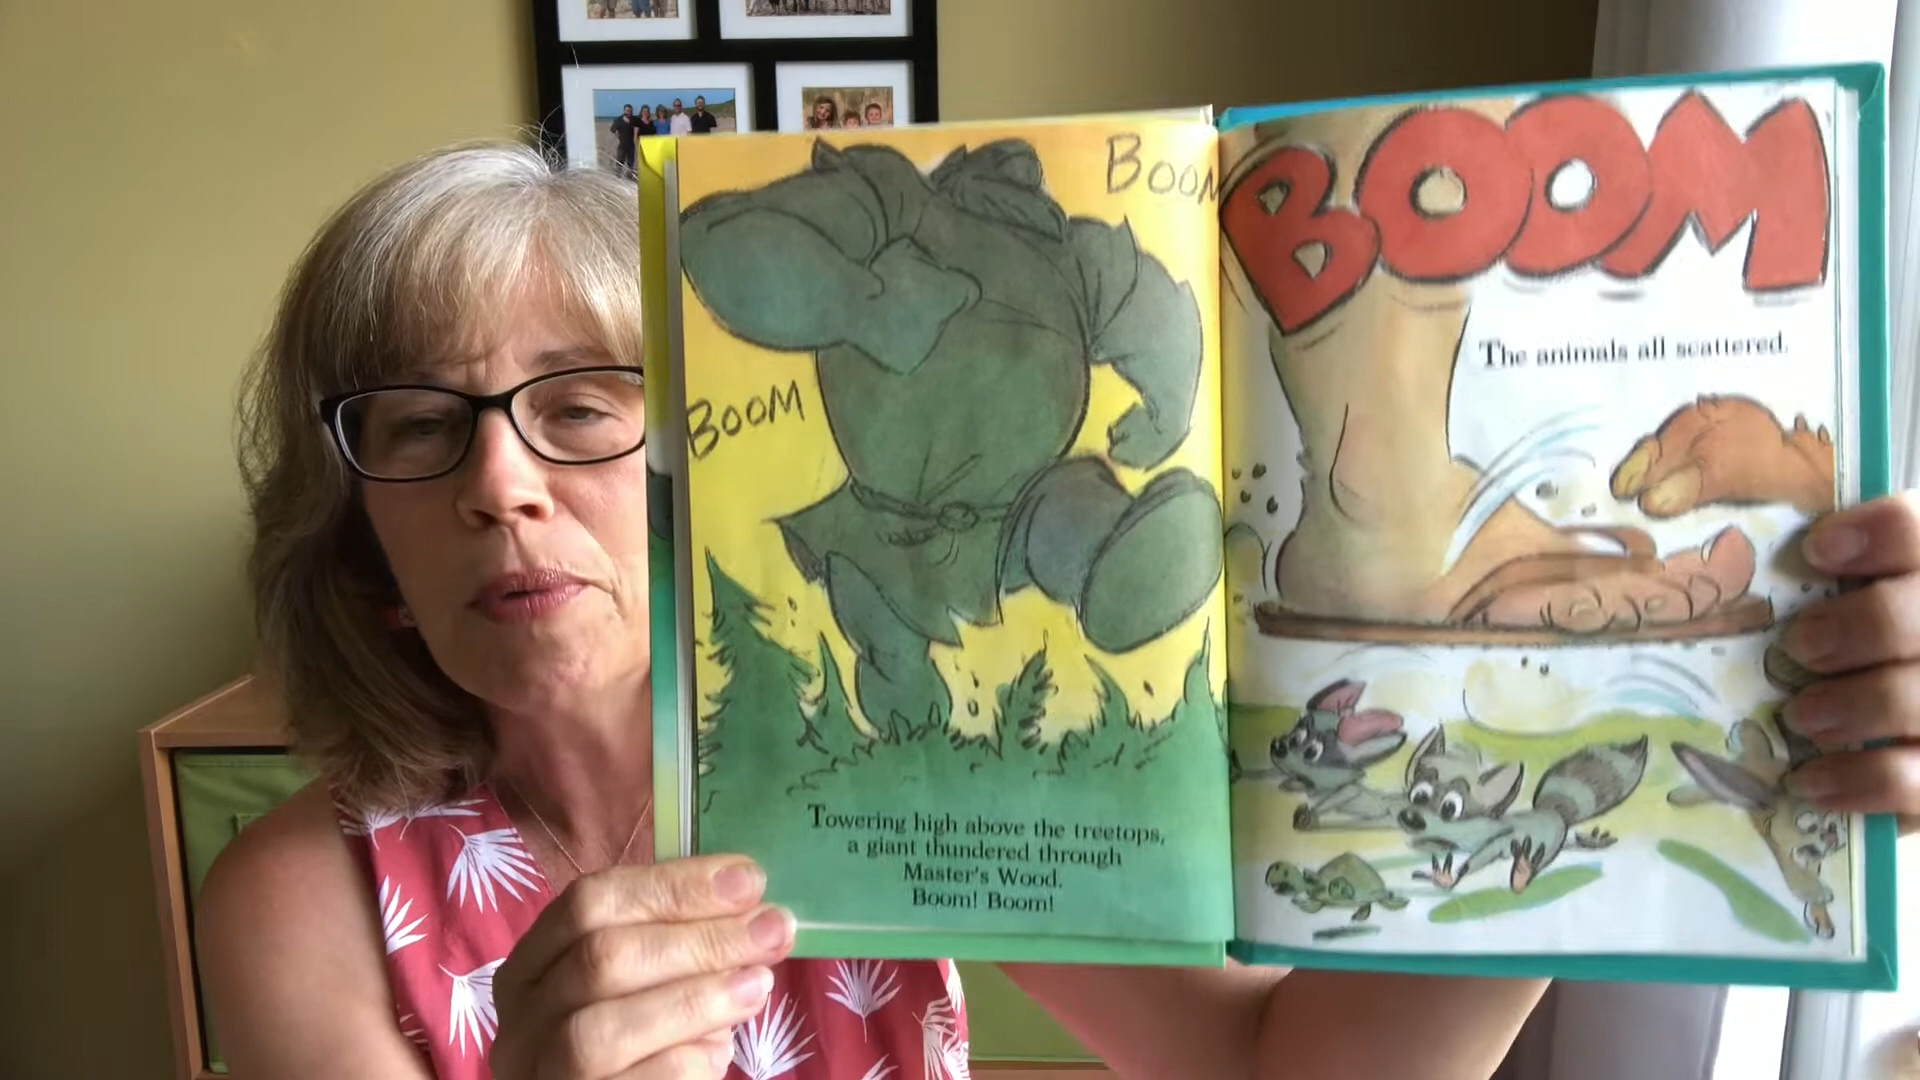 BOOM
BOOM
Towering high above the treetops,
a giant thundered through
Master's Wood.
Boom! Boom!
BOOM
The animals all scattered.